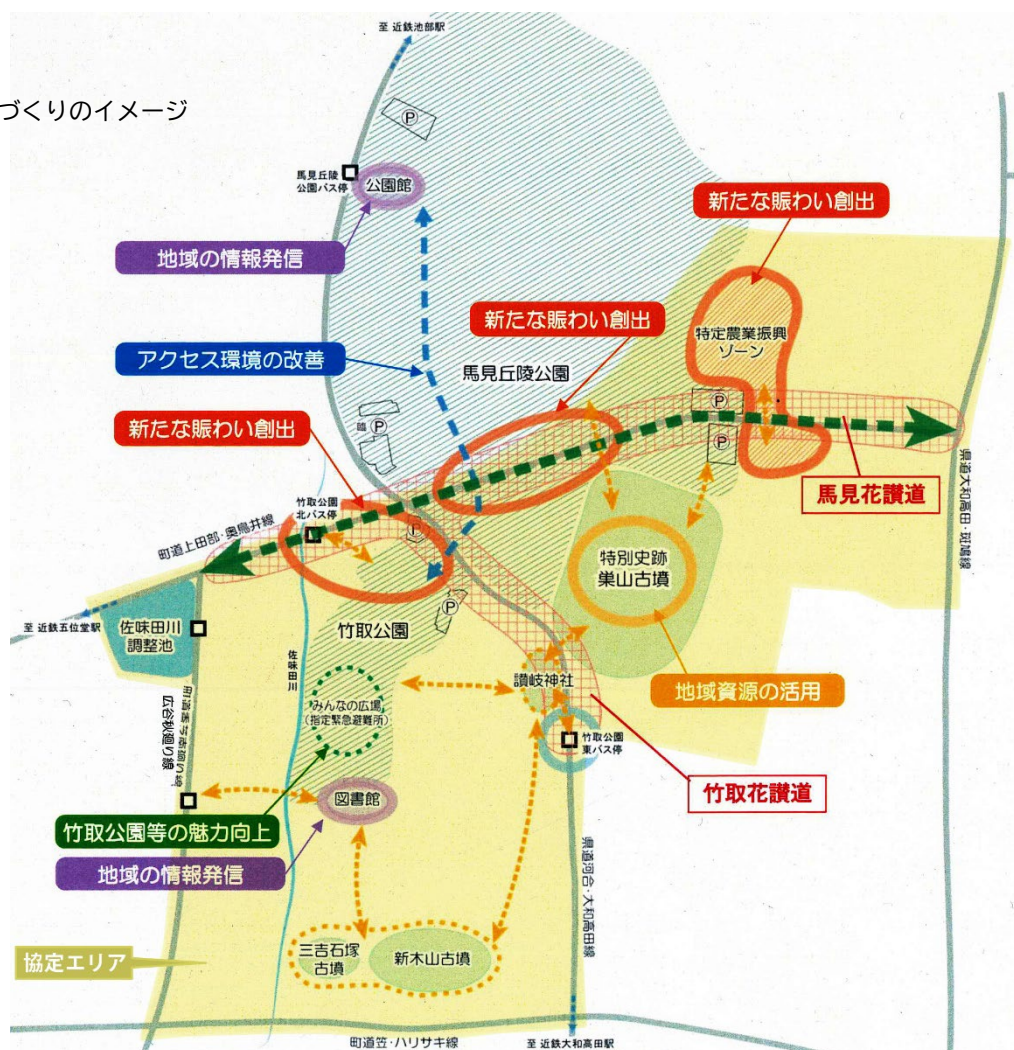 至 近鉄池部駅
づくりのイメージ
Ⓟ
馬見丘陵
公園バス停
公園館
新たな賑わい創出
地域の情報発信
新たな賑わい創出
特定農業振興
ゾーン
アクセス環境の改善
馬見丘陵公園
Ⓟ
新たな賑わい創出
Ⓟ
県道大和高田・斑鳩線
馬見花讃道
竹取公園
北バス停
Ⓟ
Ⓟ
町道上田部・奥鳥井線
特別史跡
巣山古墳
Ⓟ
至 近鉄五位堂駅
佐味田川
調整池
竹取公園
佐味田川
讃岐神社
地域資源の活用
みんなの広場
(指定緊急避難所)
広谷秋廻り線
竹取公園
東バス停
竹取花讃道
図書館
竹取公園等の魅力向上
地域の情報発信
県道河合・大和高田線
三吉石塚
古墳
新木山古墳
協定エリア
町道笠・ハリサキ線
至 近鉄大和高田駅